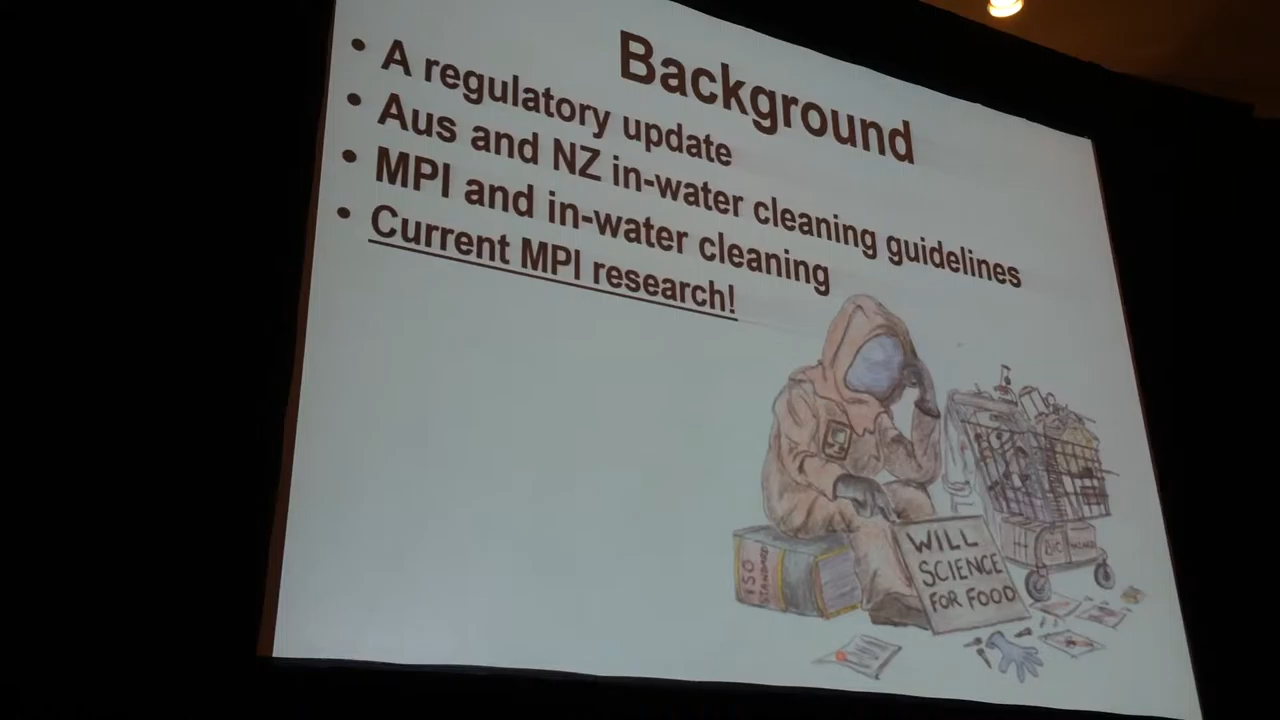 Background
• A regulatory update
• Aus and NZ in-water cleaning guidelines
• MPI and in-water cleaning
• Current MPI research!
WILL
SCIENCE
FOR FOOD
ISO
STANDARD